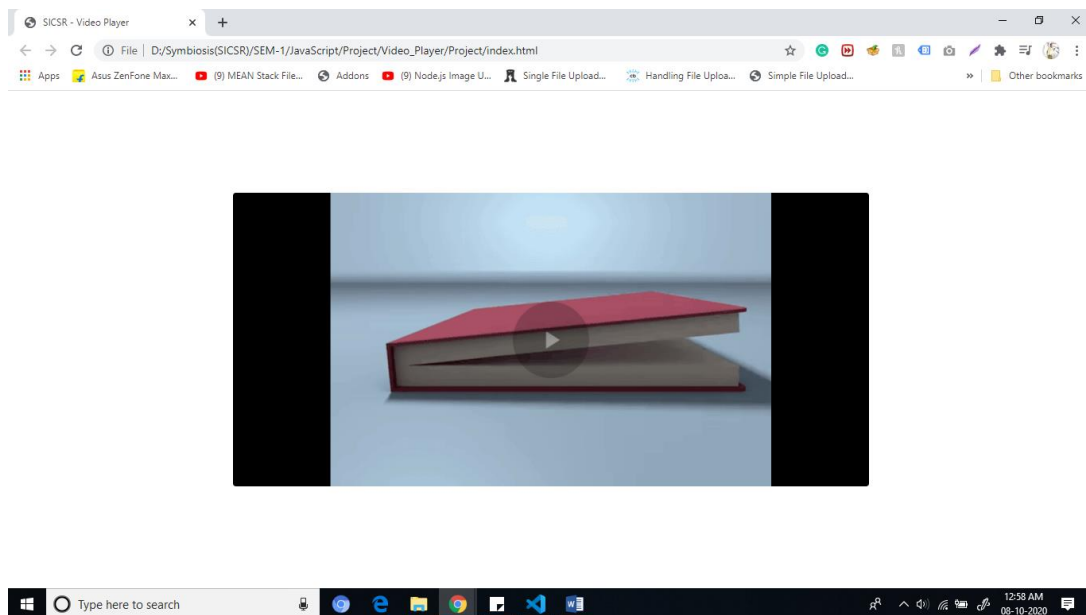 SICSR - Video Player
File | D:/Symbiosis(SICSR)/SEM-1/JavaScript/Project/Video_Player/Project/index.html
Apps Asus ZenFone Max... (9) MEAN Stack File... Addons (9) Node.js Image U... Single File Upload... Handling File Uploa... Simple File Upload... » Other bookmarks
Type here to search
12:58 AM
08-10-2020